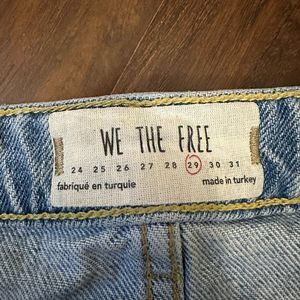 WE THE FREE
24 25 26 27 28 29 30 31
fabriqué en turquie made in turkey